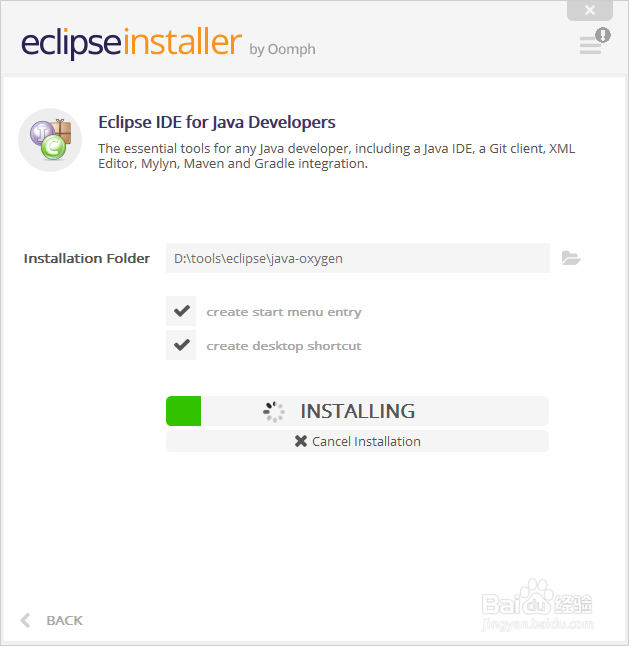 eclipseinstaller by Oomph
Eclipse IDE for Java Developers
The essential tools for any Java developer, including a Java IDE, a Git client, XML
Editor, Mylyn, Maven and Gradle integration.
Installation Folder D:\tools\eclipse\java-oxygen
create start menu entry
create desktop shortcut
INSTALLING
Cancel Installation
BACK
Baidu经验
jingyan.baidu.com